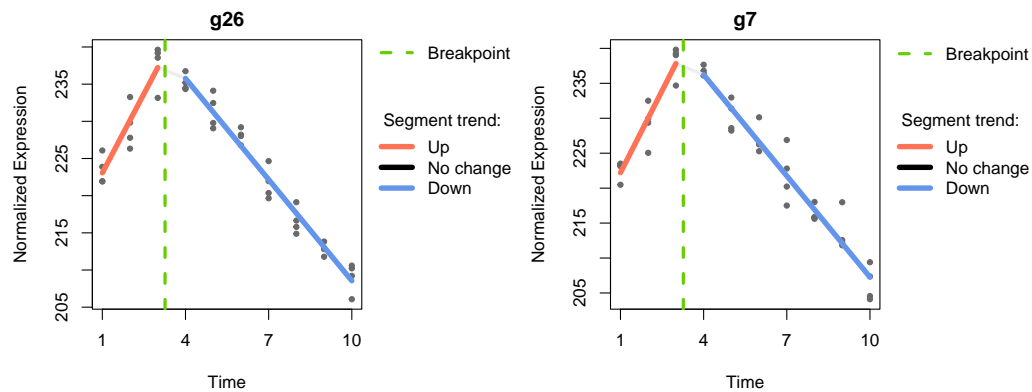 g26
Normalized Expression
205
215
225
235
1
4
7
10
Time
Breakpoint
Segment trend:
Up
No change
Down
g7
Normalized Expression
205
215
225
235
1
4
7
10
Time
Breakpoint
Segment trend:
Up
No change
Down